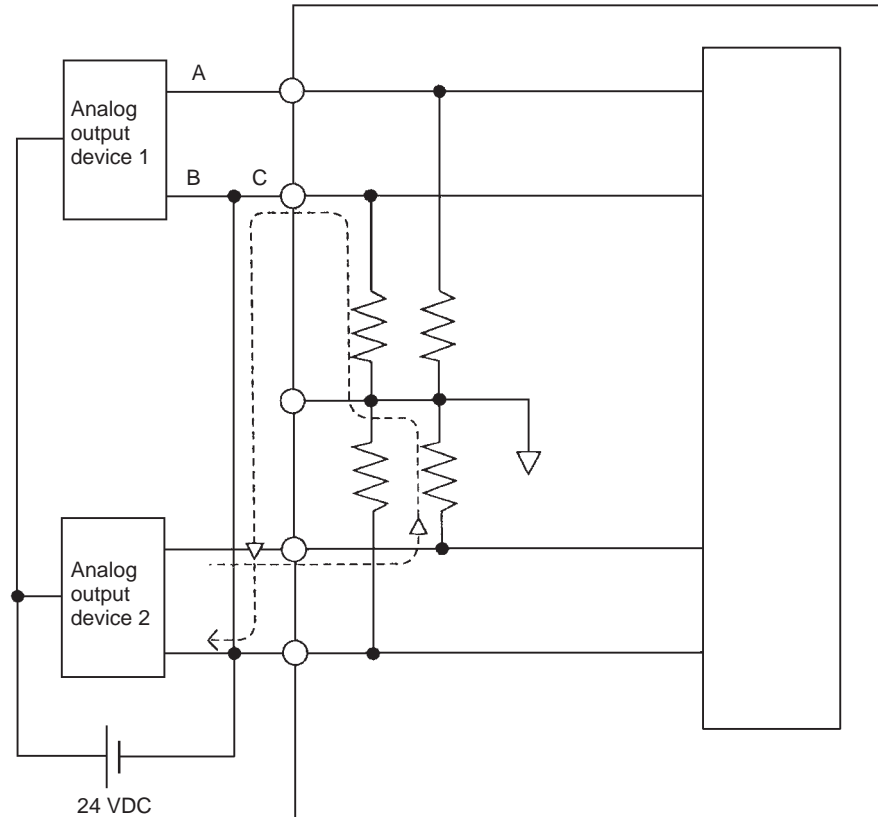 A
Analog
output
device 1
B
C
Analog
output
device 2
24 VDC